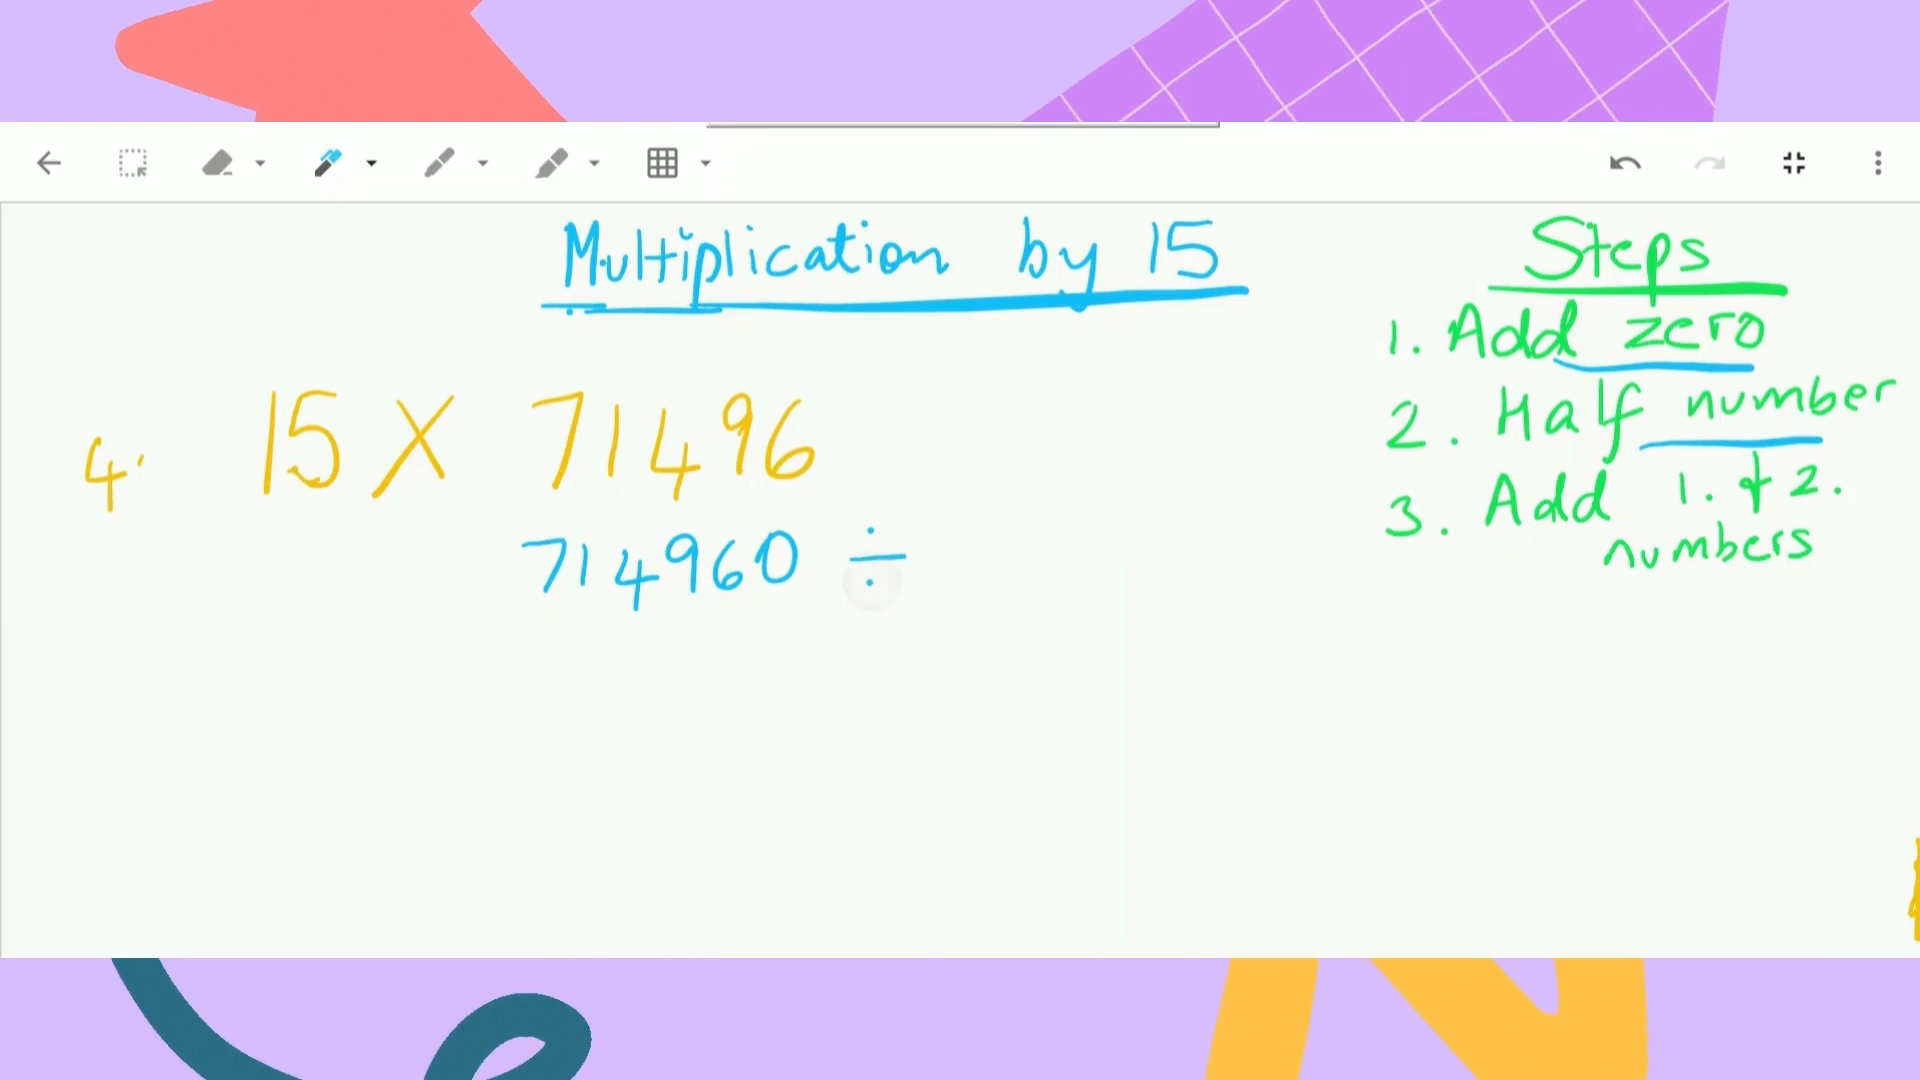 Multiplication by 15
4. 15 X 71496
714960 ÷
Steps
1. Add zero
2. Half number
3. Add 1. & 2.
numbers